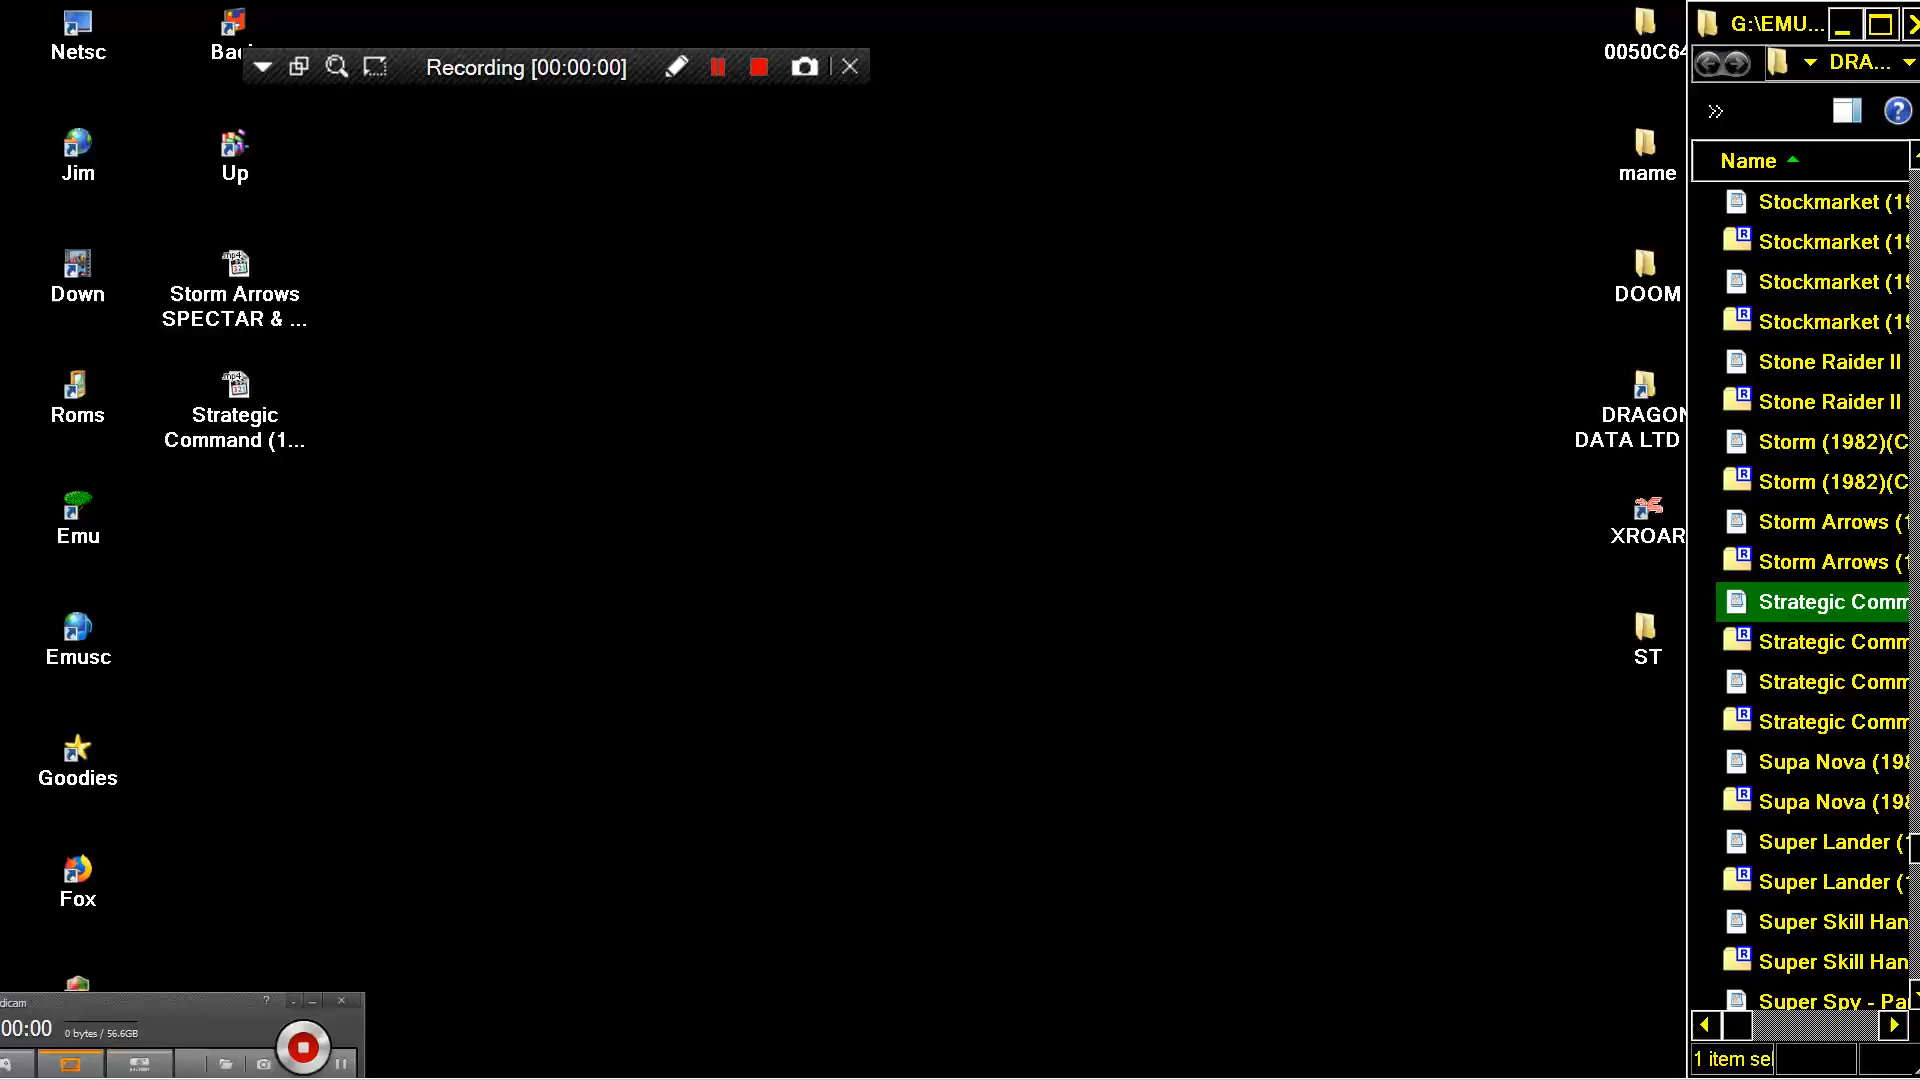 Netsc
Jim
Down
Roms
Emu
Emusc
Goodies
Fox
Up
Storm Arrows
SPECTAR & ...
Strategic
Command (1...
Recording [00:00:00]
0050C64
mame
DOOM
DRAGON
DATA LTD
XROAR
ST
G:\EMU...
DRA...
Name
Stockmarket (19
Stockmarket (19
Stockmarket (19
Stockmarket (19
Stone Raider II
Stone Raider II
Storm (1982)(C
Storm (1982)(C
Storm Arrows (1
Storm Arrows (1
Strategic Comm
Strategic Comm
Strategic Comm
Strategic Comm
Supa Nova (198
Supa Nova (198
Super Lander (1
Super Lander (1
Super Skill Han
Super Skill Han
Super Spy - Pa
1 item sel
dicam
00:00
0 bytes / 56.6GB